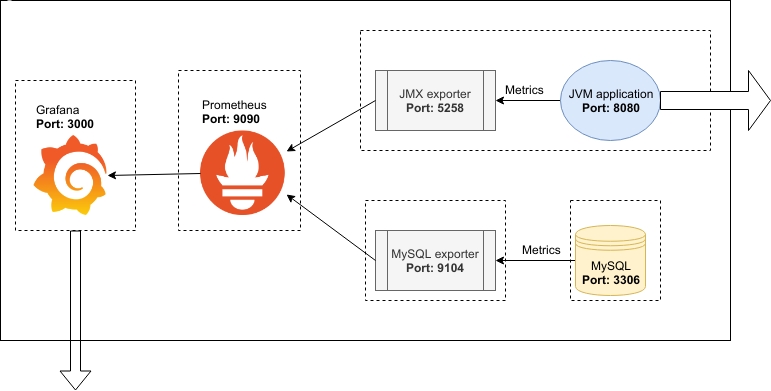 Grafana
Port: 3000
Prometheus
Port: 9090
JMX exporter
Port: 5258
Metrics
JVM application
Port: 8080
MySQL exporter
Port: 9104
Metrics
MySQL
Port: 3306